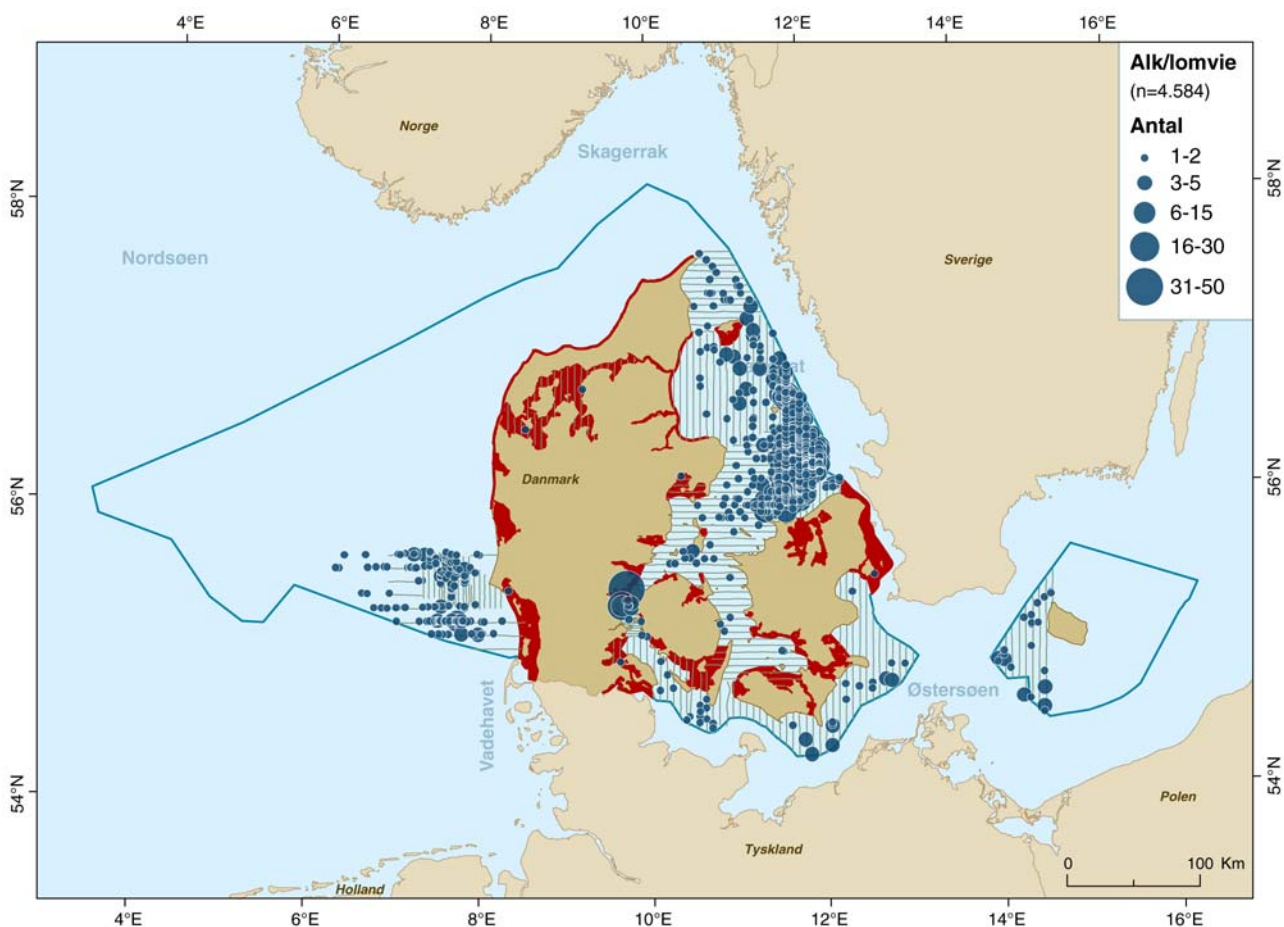 4°E 6°E 8°E 10°E 12°E 14°E 16°E
Alk/lomvie
(n=4.584)
Antal
1-2
3-5
6-15
16-30
31-50
Norge
Skagerrak
58°N
58°N
Nordsøen
Sverige
Danmark
56°N
56°N
Østersøen
Vadehavet
54°N
54°N
Polen
Tyskland
Holland
0 100 Km
4°E 6°E 8°E 10°E 12°E 14°E 16°E